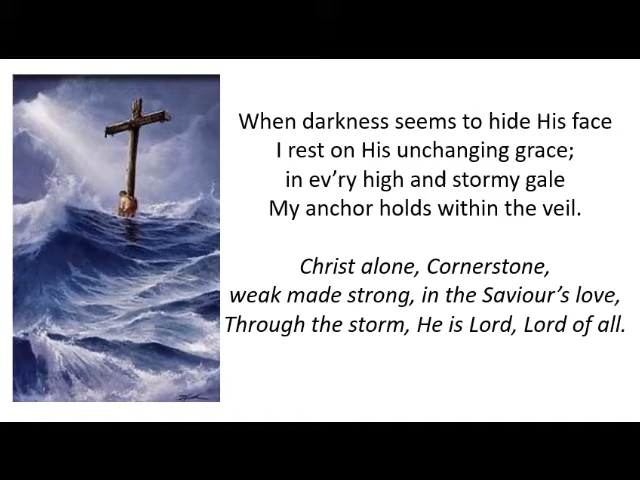 When darkness seems to hide His face
I rest on His unchanging grace;
in ev’ry high and stormy gale
My anchor holds within the veil.
Christ alone, Cornerstone,
weak made strong, in the Saviour’s love,
Through the storm, He is Lord, Lord of all.